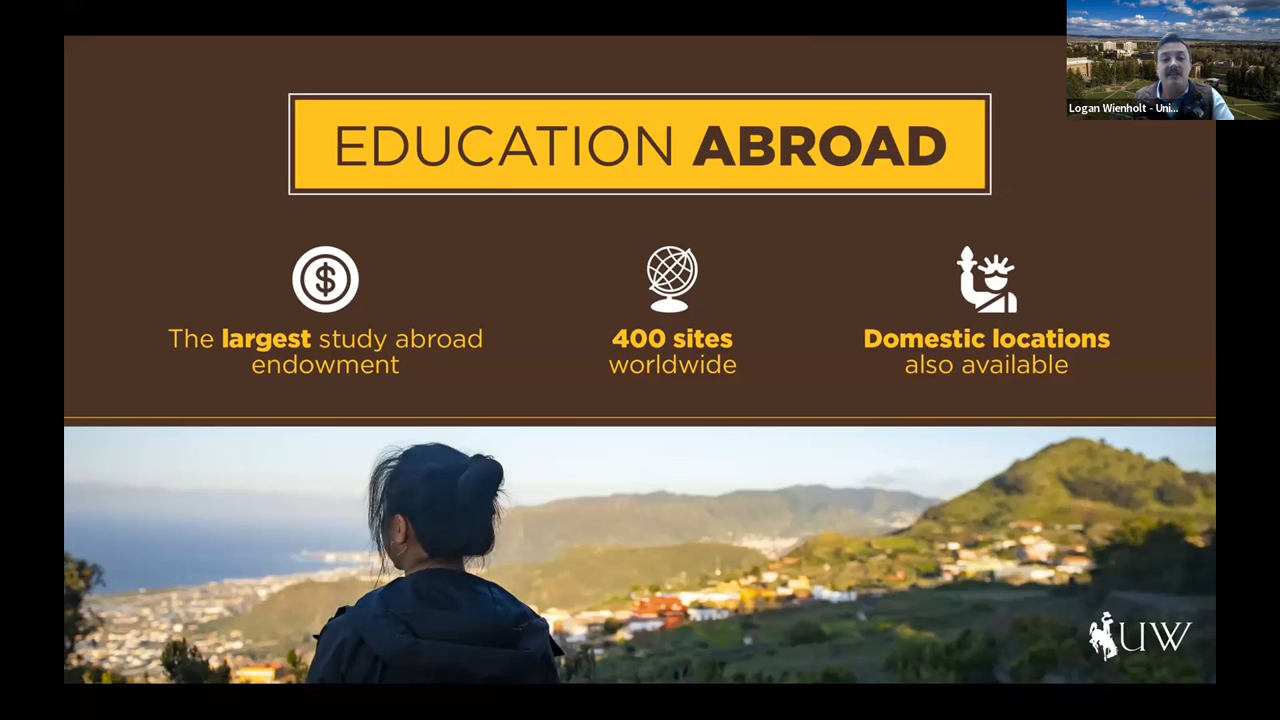 EDUCATION ABROAD
The largest study abroad
endowment
400 sites
worldwide
Domestic locations
also available
Logan Wienholt - Uni...
UW